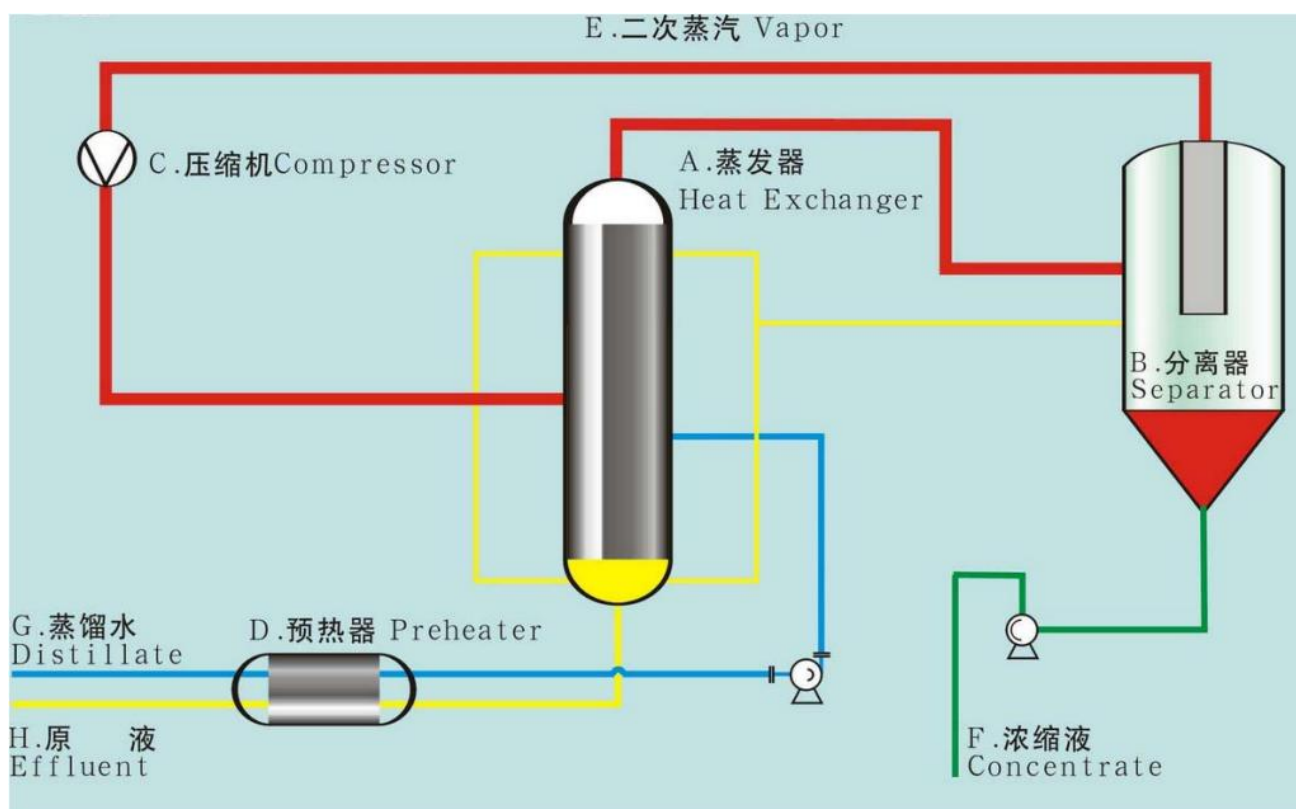 E.二次蒸汽 Vapor
C.压缩机Compressor
A.蒸发器
Heat Exchanger
B.分离器
Separator
G.蒸馏水
Distillate
D.预热器 Preheater
H.原 液
Effluent
F.浓缩液
Concentrate